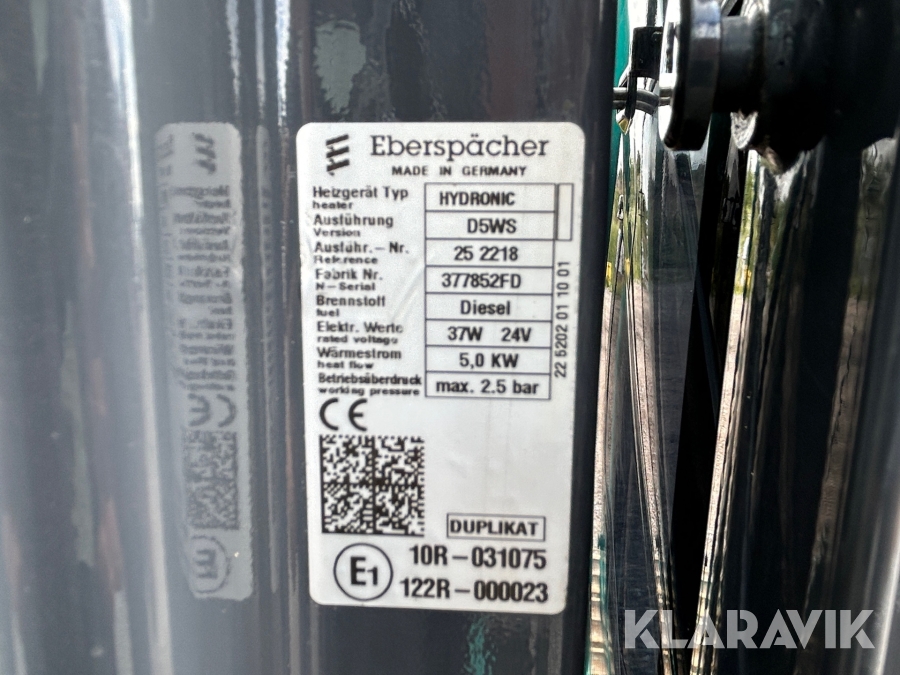 Eberspächer
MADE IN GERMANY
Heizgerät Typ HYDRONIC
heater
Ausführung D5WS
Version
Ausführ.- Nr. 25 2218
Reference
Fabrik Nr. 377852FD
N-Serial
Brennstoff Diesel
fuel
Elektr. Werte 37W 24V
rated voltage
Wärmestrom 5,0 KW
heat flow
Betriebsüberdruck max. 2.5 bar
working pressure
22 5202 01 10 01
CE
DUPLIKAT
E1
10R-031075
122R-000023
KLARAVIK